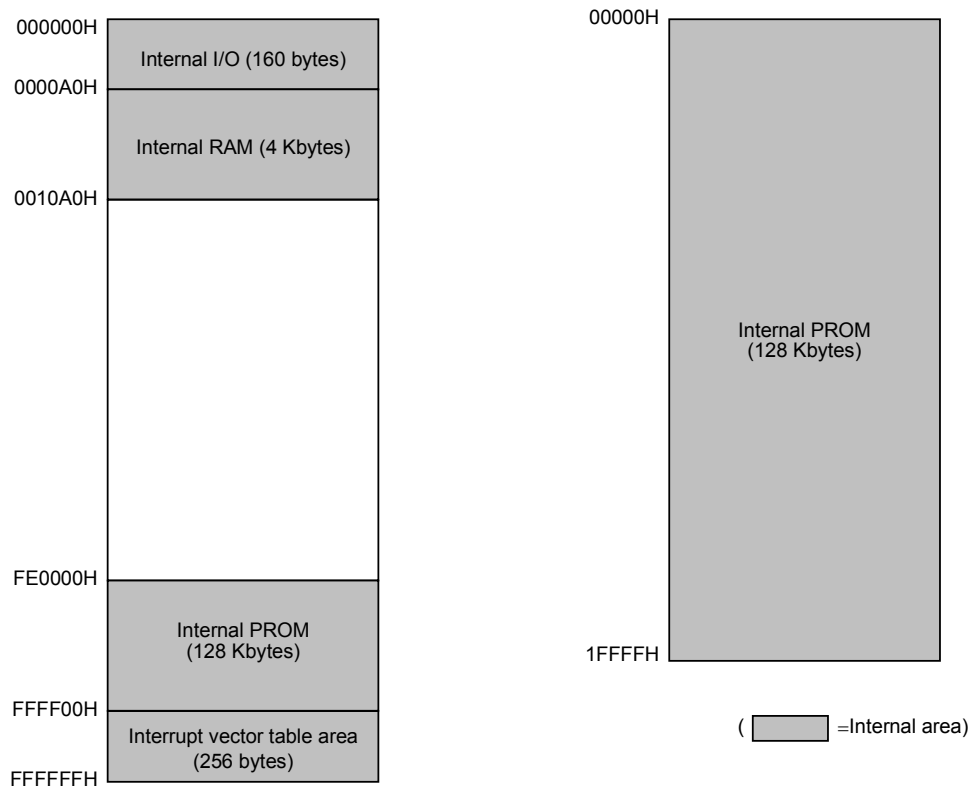 000000H
Internal I/O (160 bytes)
0000A0H
Internal RAM (4 Kbytes)
0010A0H
FE0000H
Internal PROM
(128 Kbytes)
FFFF00H
Interrupt vector table area
(256 bytes)
FFFFFFH
00000H
Internal PROM
(128 Kbytes)
1FFFFH
( =Internal area)